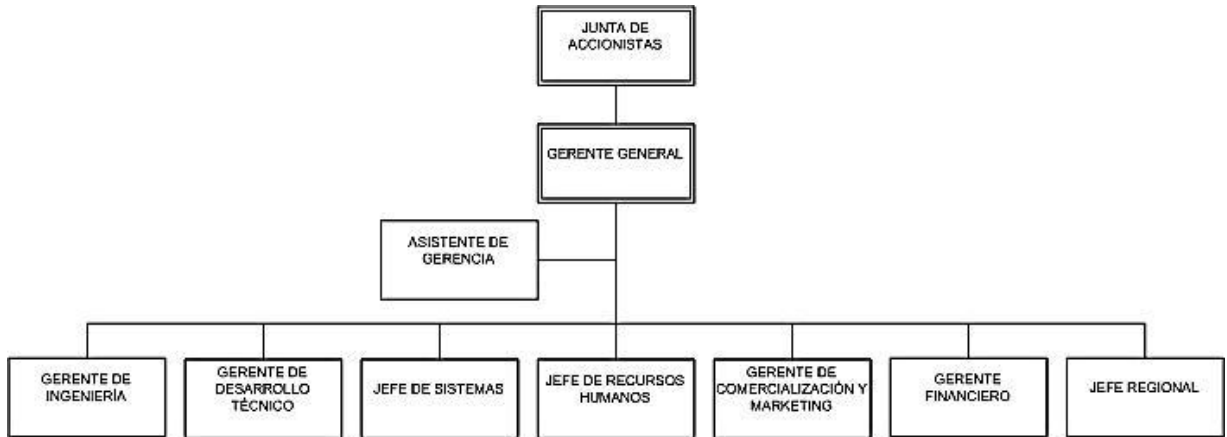 JUNTA DE
ACCIONISTAS
GERENTE GENERAL
ASISTENTE DE
GERENCIA
GERENTE DE
INGENIERÍA
GERENTE DE
DESARROLLO
TÉCNICO
JEFE DE SISTEMAS
JEFE DE RECURSOS
HUMANOS
GERENTE DE
COMERCIALIZACIÓN Y
MARKETING
GERENTE
FINANCIERO
JEFE REGIONAL